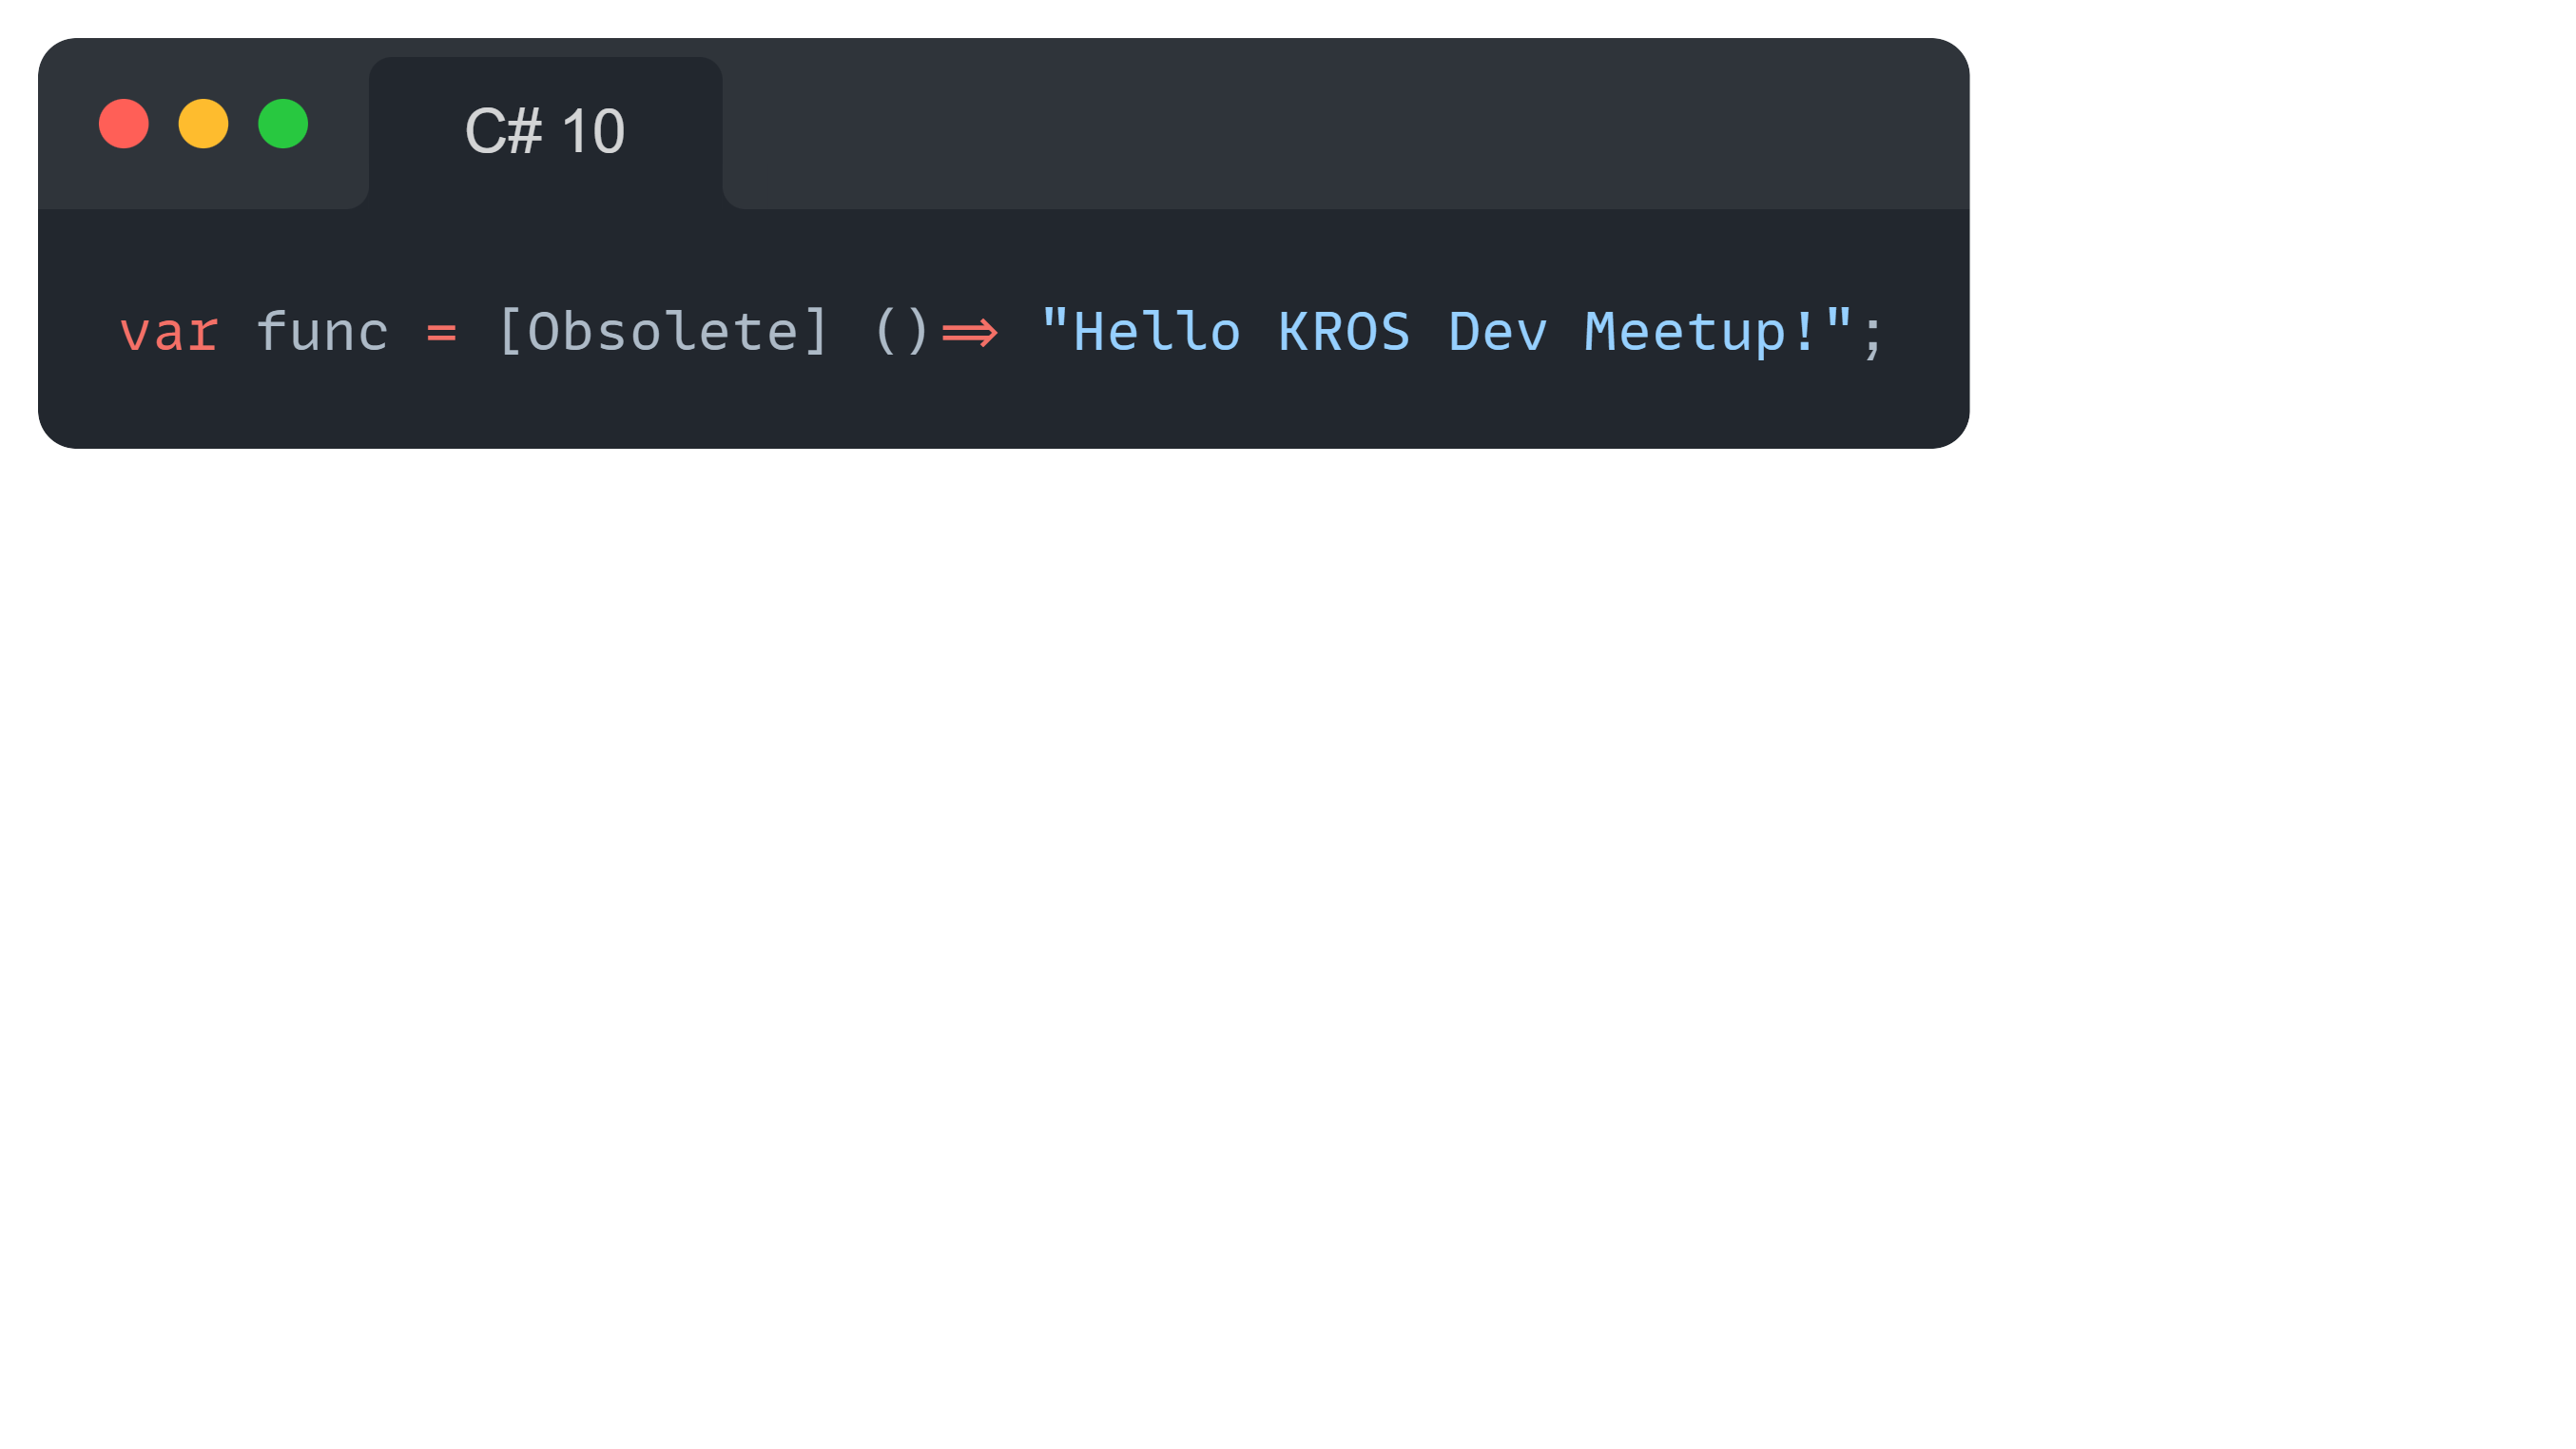 C# 10
var func = [Obsolete] ()=> "Hello KROS Dev Meetup!";